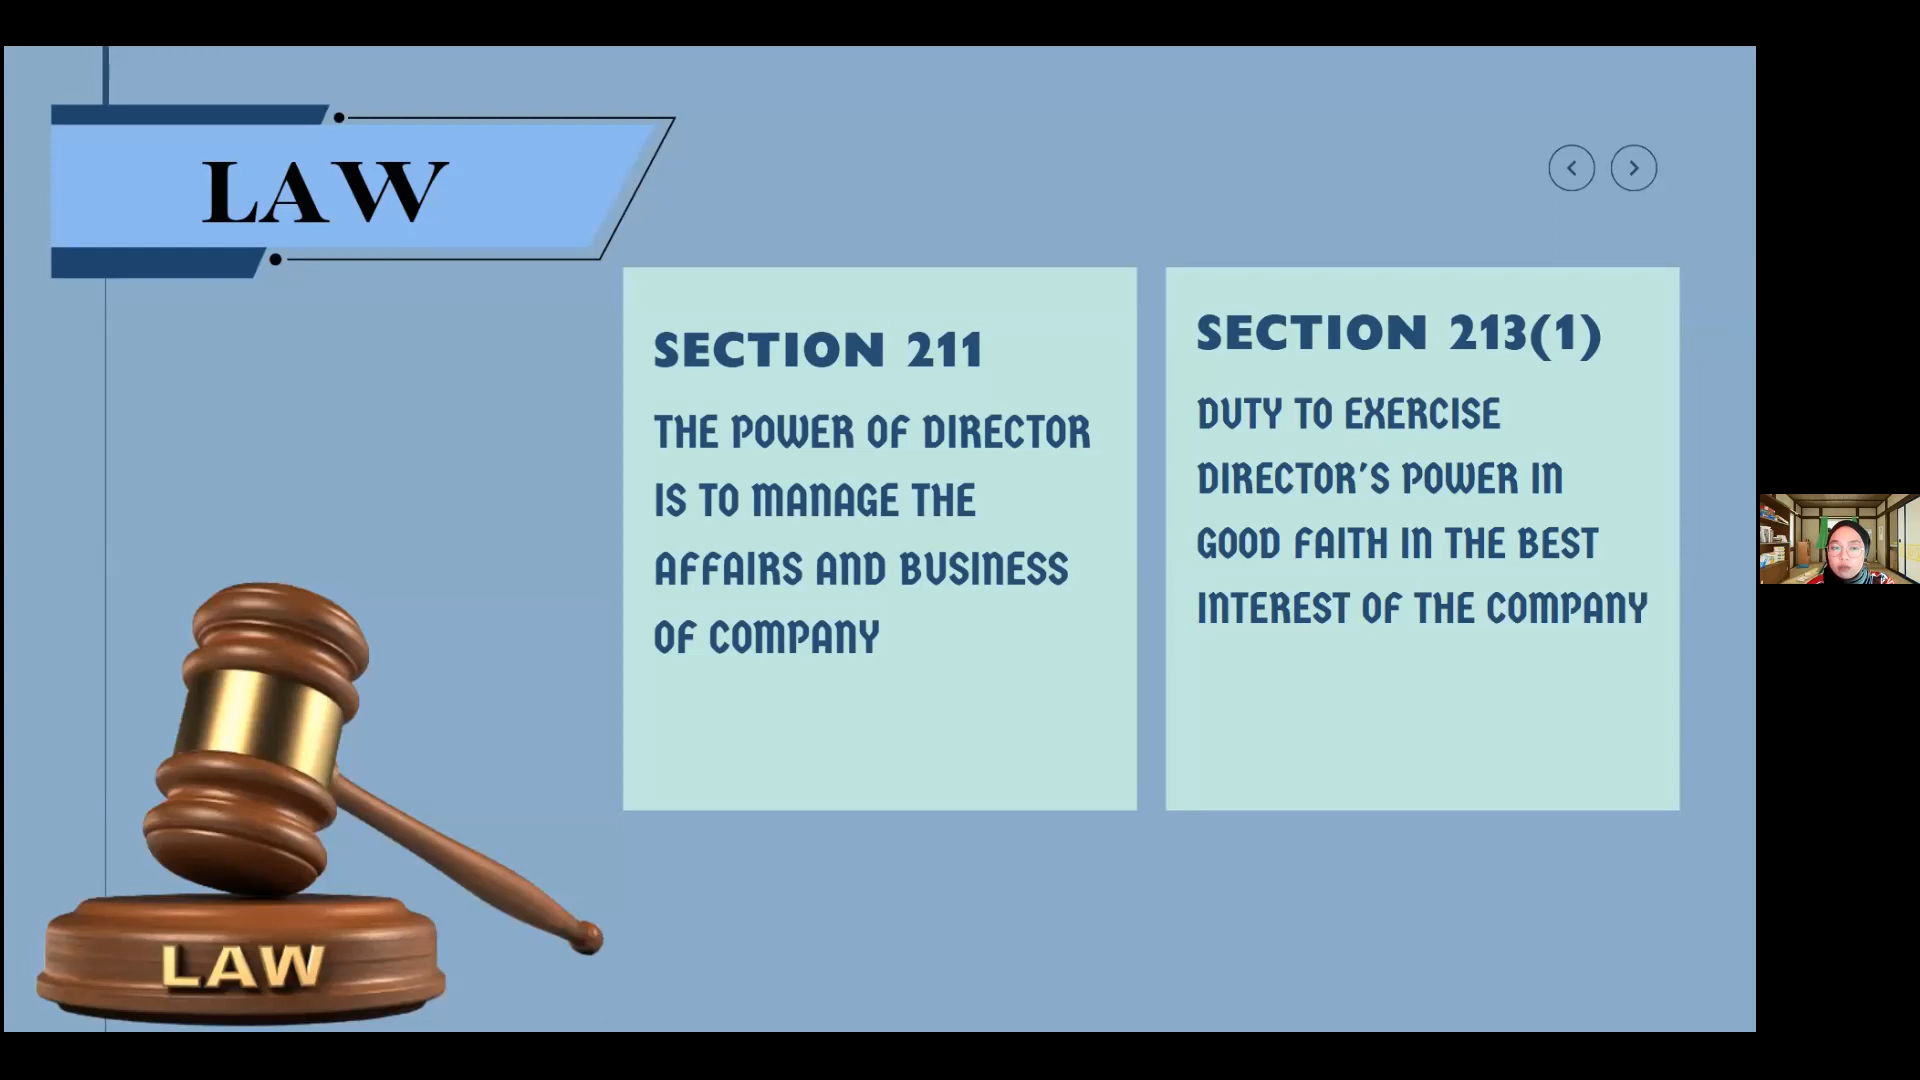 LAW
SECTION 211
THE POWER OF DIRECTOR
IS TO MANAGE THE
AFFAIRS AND BUSINESS
OF COMPANY
SECTION 213(1)
DUTY TO EXERCISE
DIRECTOR'S POWER IN
GOOD FAITH IN THE BEST
INTEREST OF THE COMPANY
LAW